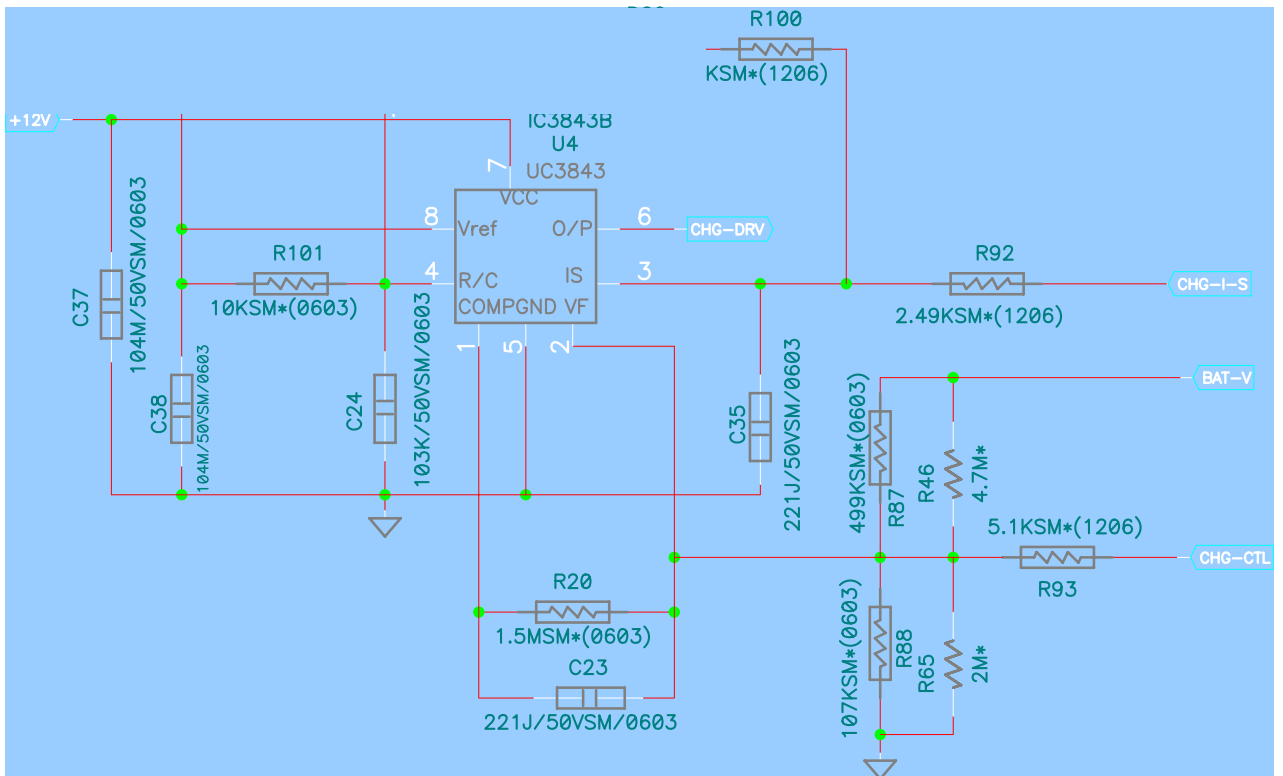 R100
KSM*(1206)
+12V
IC3843B
U4
UC3843
7
VCC
8
Vref
O/P
6
CHG-DRV
R101
10KSM*(0603)
4
R/C
IS
3
COMPGND VF
1
5
2
R92
2.49KSM*(1206)
CHG-I-S
C37
104M/50VSM/0603
C38
104M/50VSM/0603
C24
103K/50VSM/0603
C35
221J/50VSM/0603
BAT-V
499KSM*(0603)
R87
R46
4.7M*
5.1KSM*(1206)
R93
CHG-CTL
R20
1.5MSM*(0603)
C23
221J/50VSM/0603
107KSM*(0603)
R88
R65
2M*